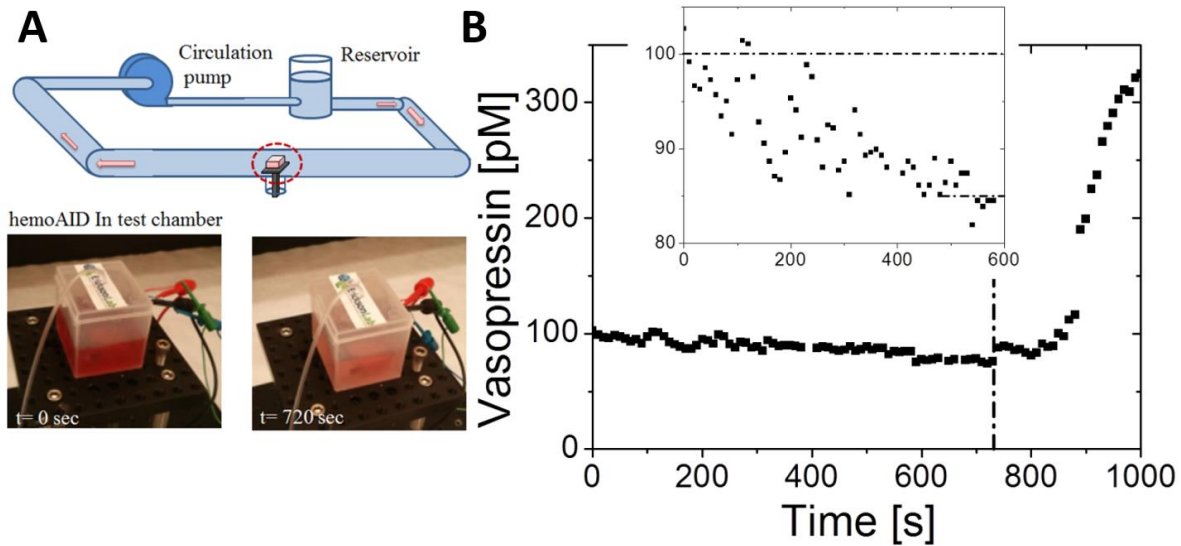 A
Circulation
pump
Reservoir
hemoAID In test chamber
EricksonLab
t= 0 sec
t= 720 sec
B
Vasopressin [pM]
300
200
100
0
0 200 400 600 800 1000
Time [s]
100
90
80
0 200 400 600